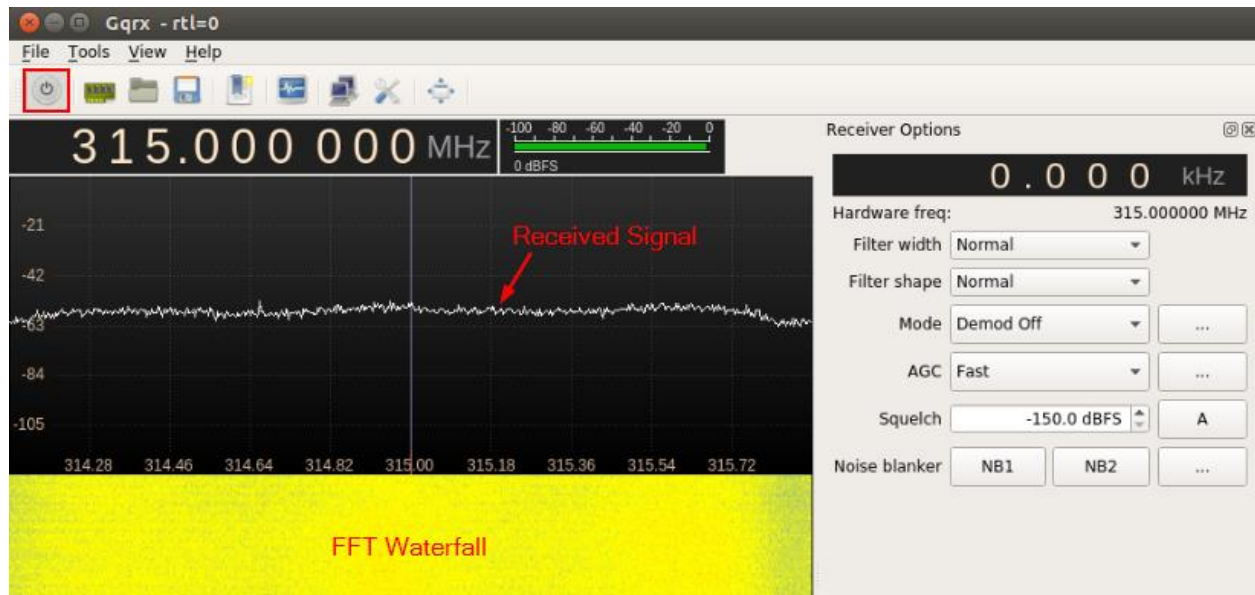 Gqrx - rtl=0
File Tools View Help
315.000 000 MHz
-100 -80 -60 -40 -20 0
0 dBFS
-21
-42
-63
-84
-105
Received Signal
314.28 314.46 314.64 314.82 315.00 315.18 315.36 315.54 315.72
FFT Waterfall
Receiver Options
0.000 kHz
Hardware freq: 315.000000 MHz
Filter width Normal
Filter shape Normal
Mode Demod Off ...
AGC Fast ...
Squelch -150.0 dBFS A
Noise blanker NB1 NB2 ...